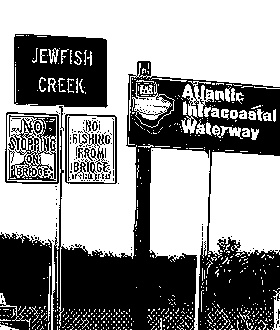 JEWFISH
CREEK
NO
STOPPING
ON
BRIDGE
NO
FISHING
FROM
BRIDGE
Atlantic
Intracoastal
Waterway